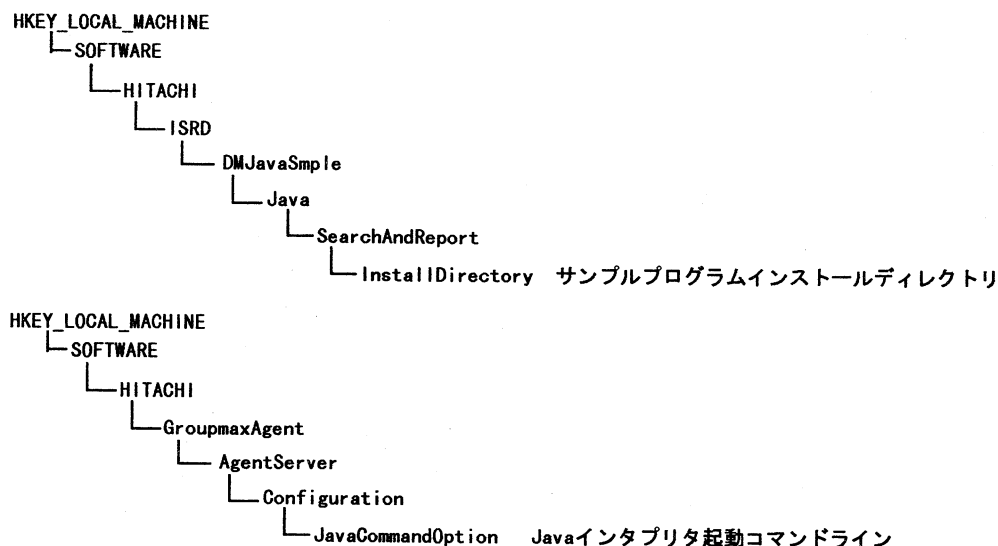 HKEY_LOCAL_MACHINE
SOFTWARE
HITACHI
ISRD
DMJavaSmple
Java
SearchAndReport
InstallDirectory サンプルプログラムインストールディレクトリ
HKEY_LOCAL_MACHINE
SOFTWARE
HITACHI
GroupmaxAgent
AgentServer
Configuration
JavaCommandOption Javaインタプリタ起動コマンドライン